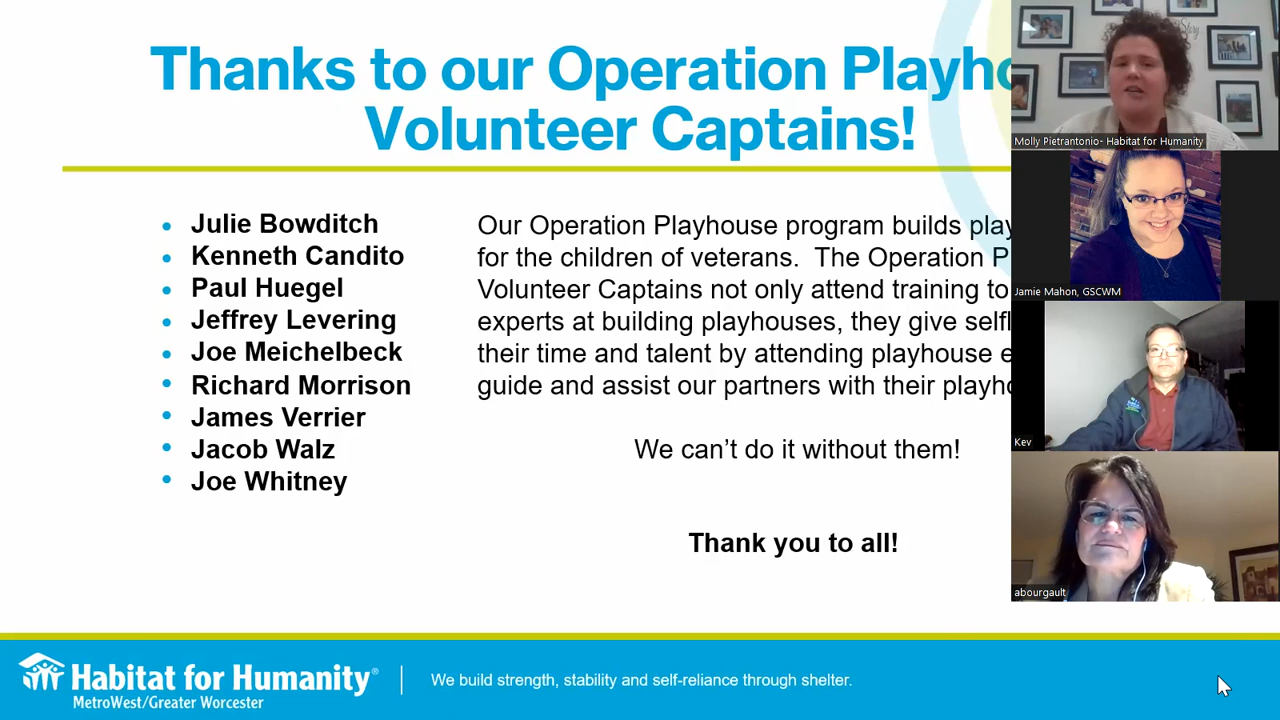 Thanks to our Operation
Volunteer Captains!
Julie Bowditch
Kenneth Candito
Paul Huegel
Jeffrey Levering
Joe Meichelbeck
Richard Morrison
James Verrier
Jacob Walz
Joe Whitney
Our Operation Playhouse program builds
for the children of veterans. The Operation
Volunteer Captains not only attend training to
experts at building playhouses, they give
their time and talent by attending playhouse
guide and assist our partners with their
We can't do it without them!
Thank you to all!
Molly Pietrantonio- Habitat for Humanity
Jamie Mahon, GSCWM
Kev
abourgault
Habitat for Humanity®
MetroWest/Greater Worcester
We build strength, stability and self-reliance through shelter.